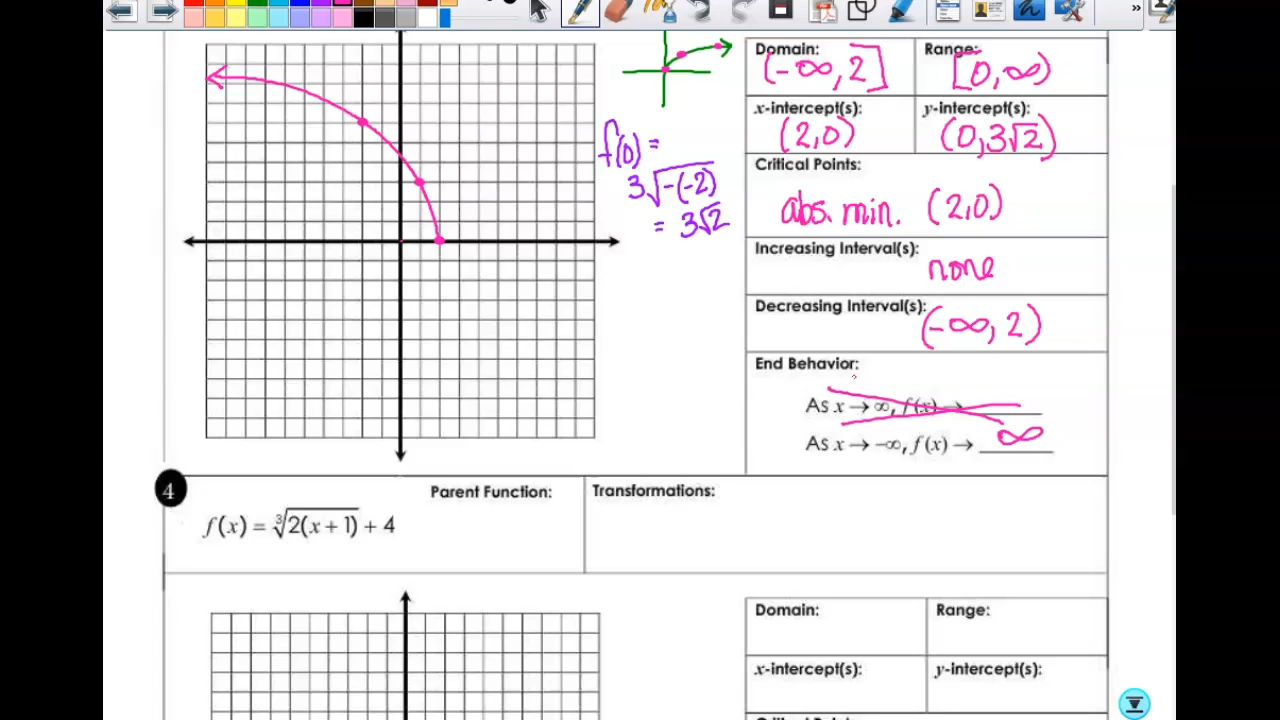 Domain:
(-∞, 2]
Range:
[0, ∞)
f(0) =
3√-(-2)
= 3√2
x-intercept(s):
(2,0)
y-intercept(s):
(0,3√2)
Critical Points:
abs. min. (2,0)
Increasing Interval(s):
none
Decreasing Interval(s):
(-∞, 2)
End Behavior:
As x → ∞, f(x) → ____
As x → -∞, f(x) → ∞
4
Parent Function:
Transformations:
f(x) = ∛2(x + 1) + 4
Domain:
Range:
x-intercept(s):
y-intercept(s):